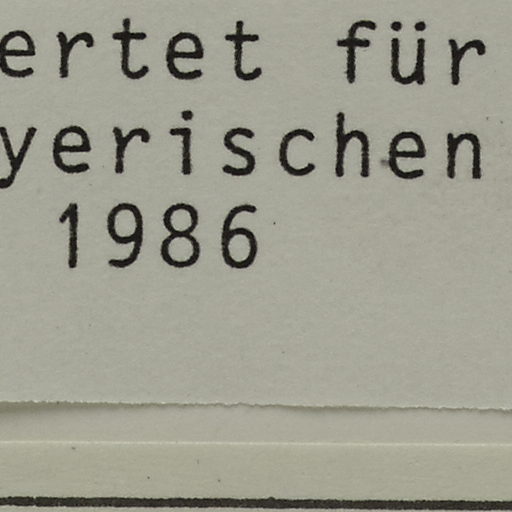 ertet für
yerischen
1986